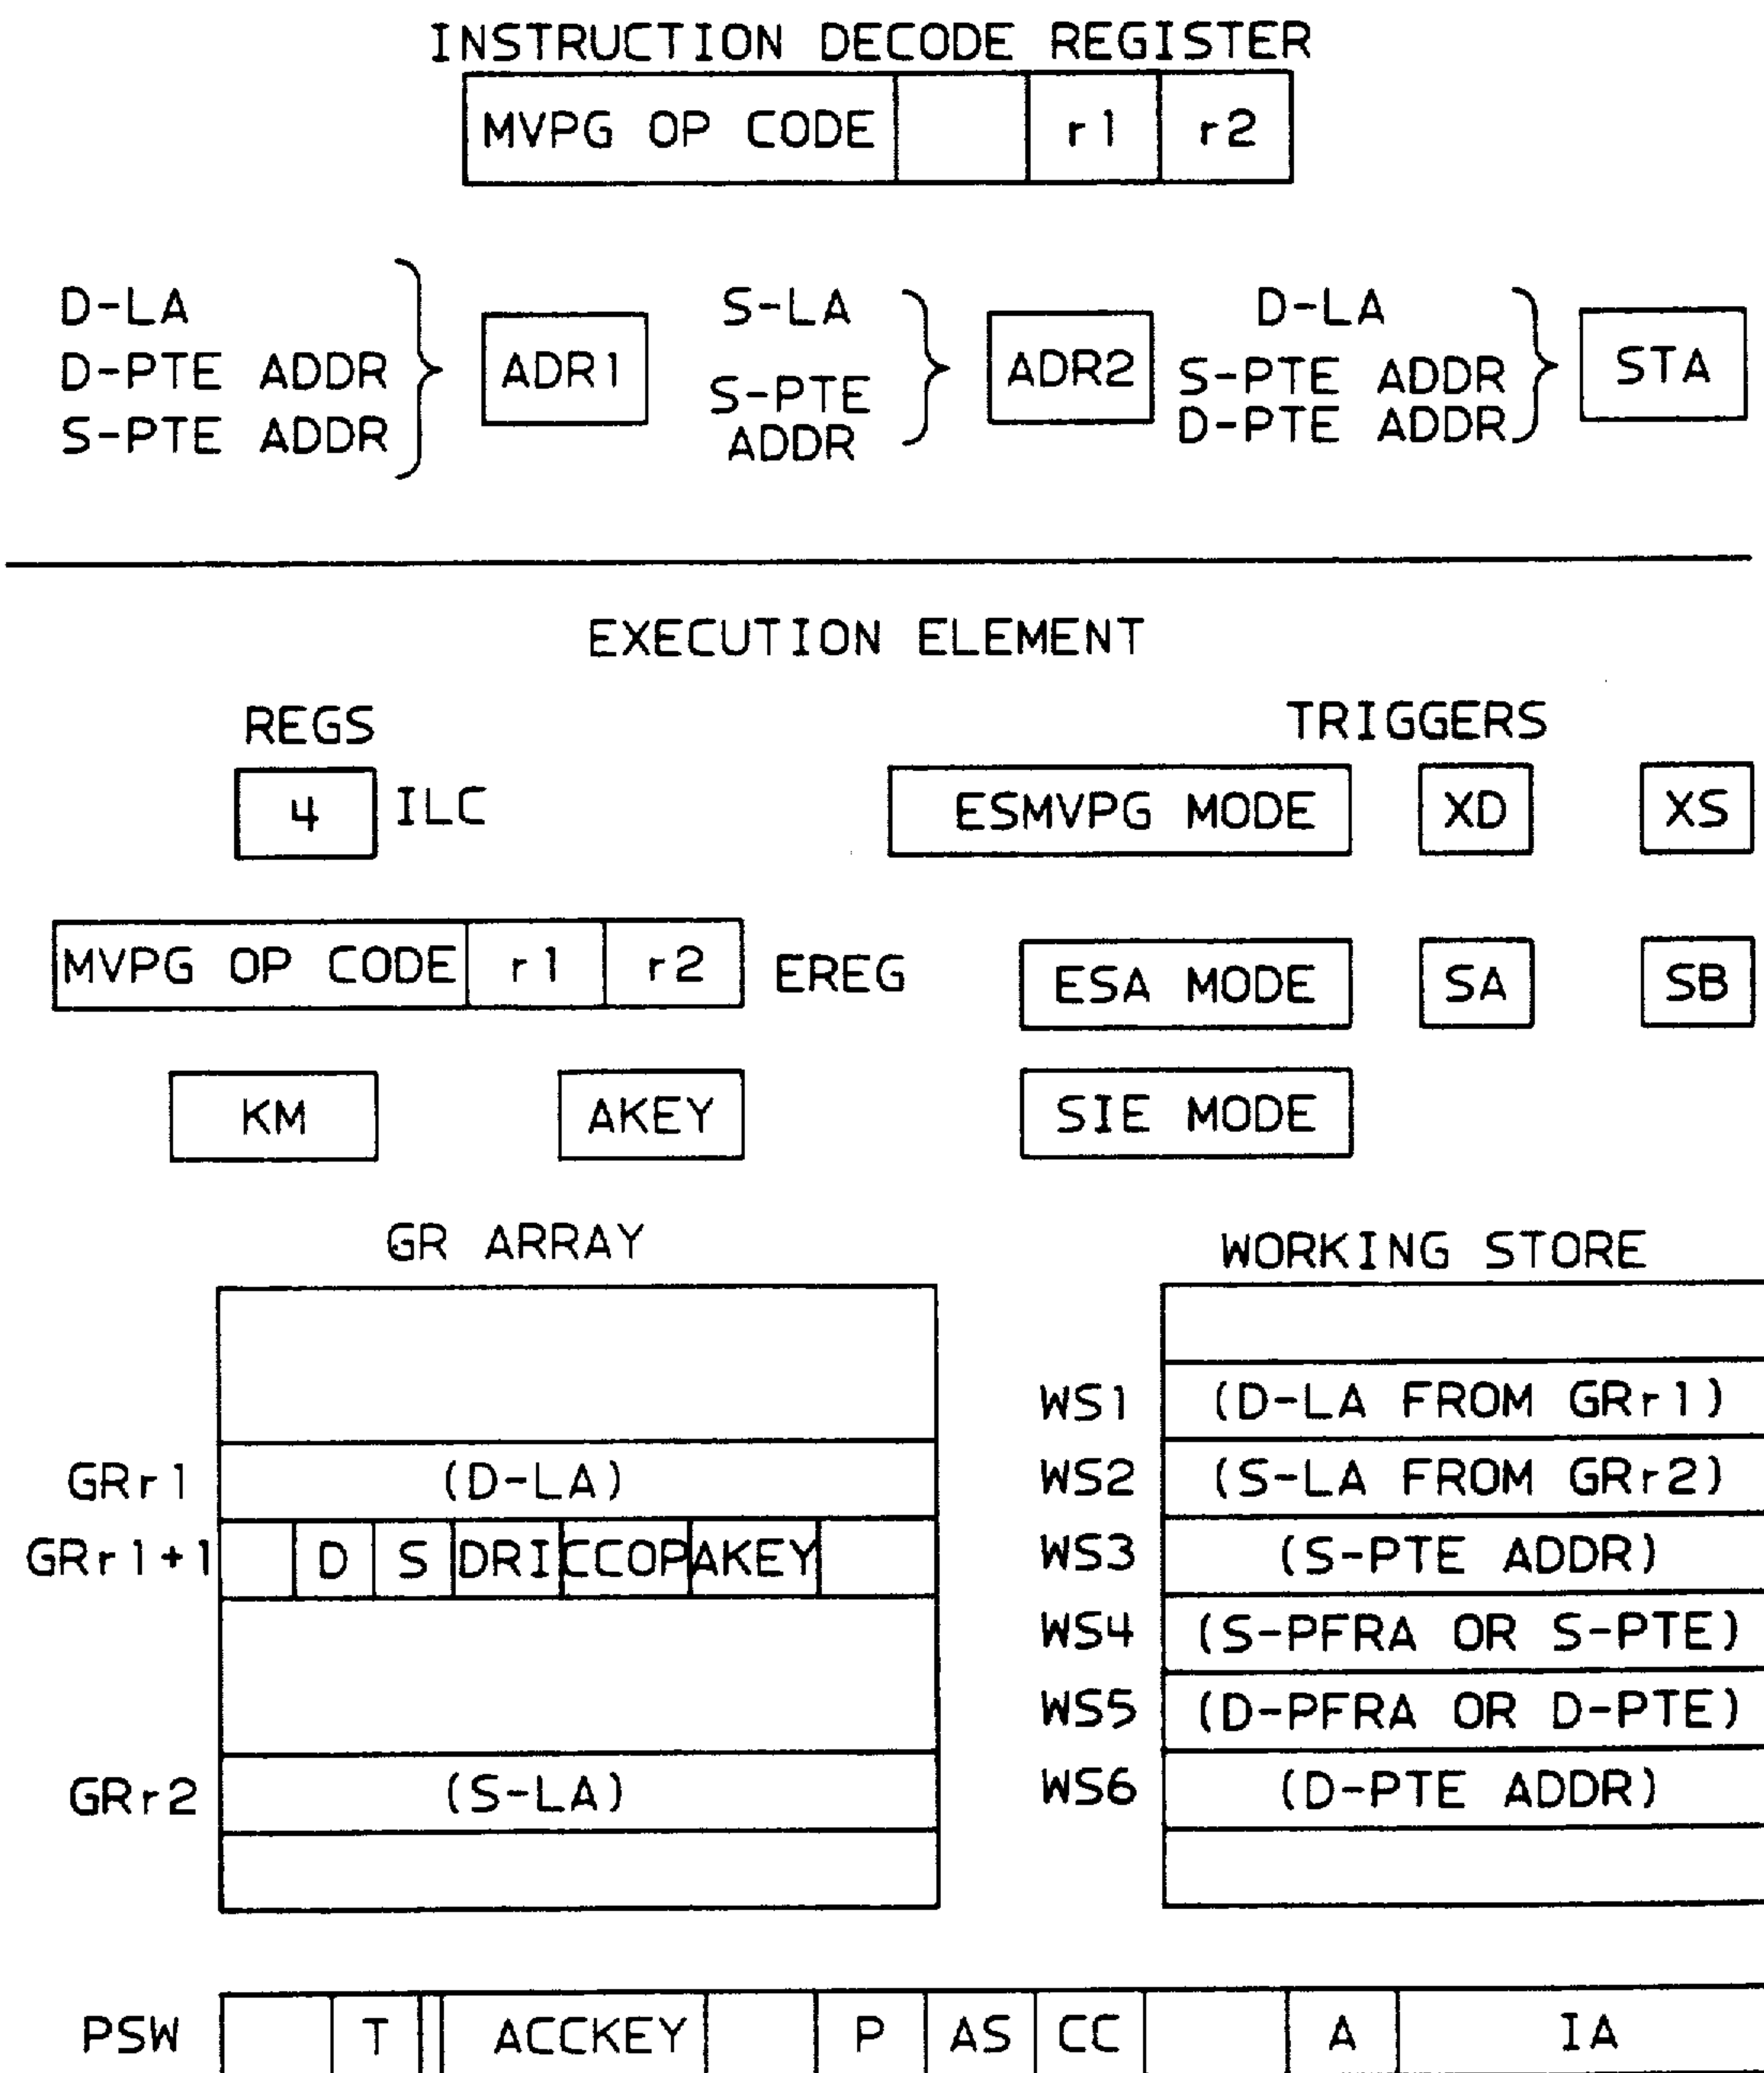 INSTRUCTION DECODE REGISTER
MVPG OP CODE r1 r2
D-LA
D-PTE ADDR
S-PTE ADDR
ADR1
S-LA
S-PTE
ADDR
ADR2
D-LA
S-PTE ADDR
D-PTE ADDR
STA
EXECUTION ELEMENT
REGS
TRIGGERS
4 ILC
ESMVPG MODE XD XS
MVPG OP CODE r1 r2 EREG
ESA MODE SA SB
KM AKEY
SIE MODE
GR ARRAY
GRr1 (D-LA)
GRr1+1 D S DRI CCOP AKEY
GRr2 (S-LA)
WORKING STORE
WS1 (D-LA FROM GRr1)
WS2 (S-LA FROM GRr2)
WS3 (S-PTE ADDR)
WS4 (S-PFRA OR S-PTE)
WS5 (D-PFRA OR D-PTE)
WS6 (D-PTE ADDR)
PSW T ACCKEY P AS CC A IA